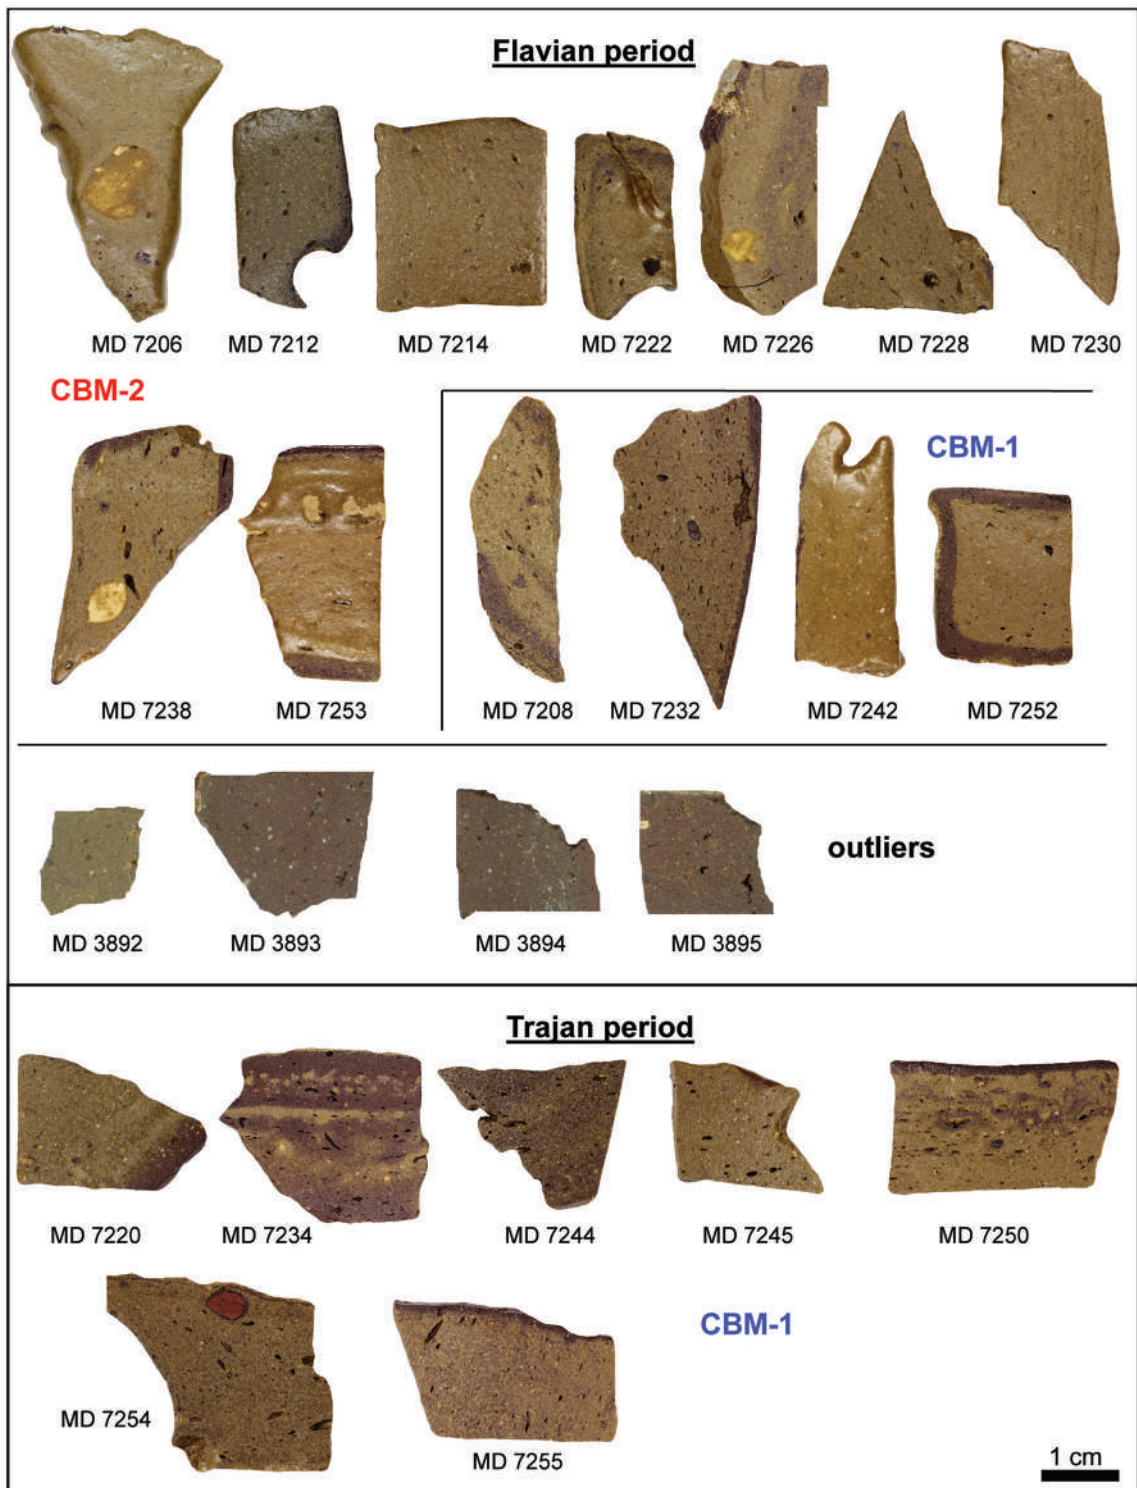 Flavian period
MD 7206 MD 7212 MD 7214 MD 7222 MD 7226 MD 7228 MD 7230
CBM-2
CBM-1
MD 7238 MD 7253 MD 7208 MD 7232 MD 7242 MD 7252
outliers
MD 3892 MD 3893 MD 3894 MD 3895
Trajan period
MD 7220 MD 7234 MD 7244 MD 7245 MD 7250
CBM-1
MD 7254
MD 7255
1 cm